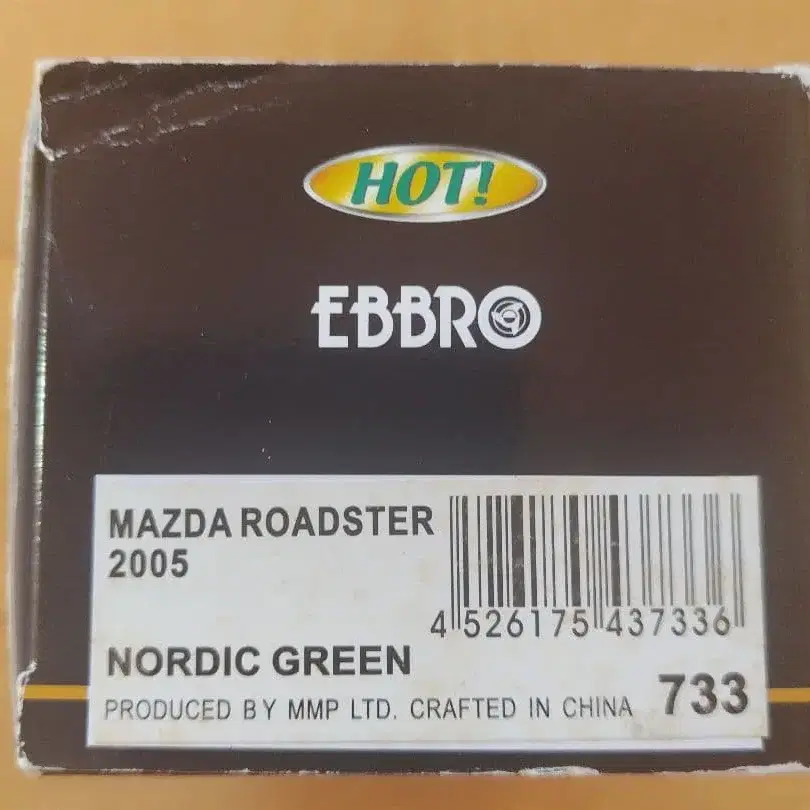 HOT!
EBBRO
MAZDA ROADSTER
2005
4 526175 437336
NORDIC GREEN
PRODUCED BY MMP LTD. CRAFTED IN CHINA 733